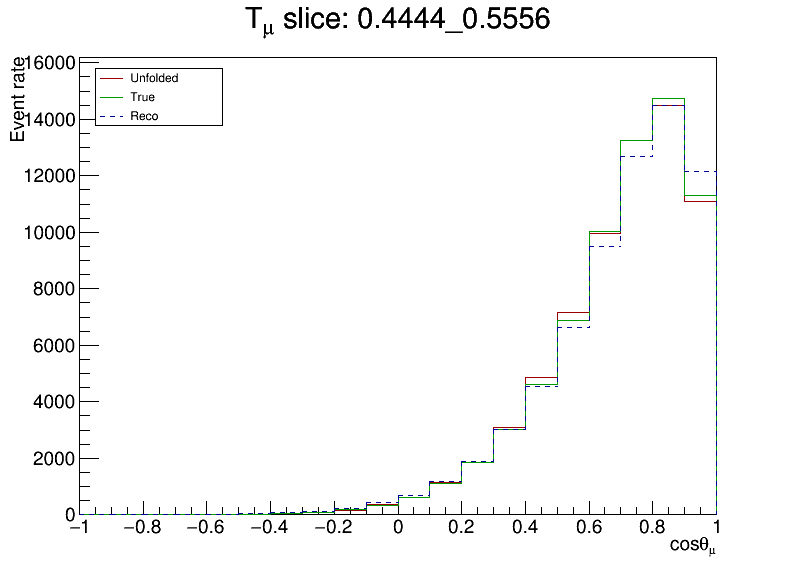 Tμ slice: 0.4444_0.5556
Event rate
16000
14000
12000
10000
8000
6000
4000
2000
0
Unfolded
True
Reco
−1 −0.8 −0.6 −0.4 −0.2 0 0.2 0.4 0.6 0.8 1
cosθμ